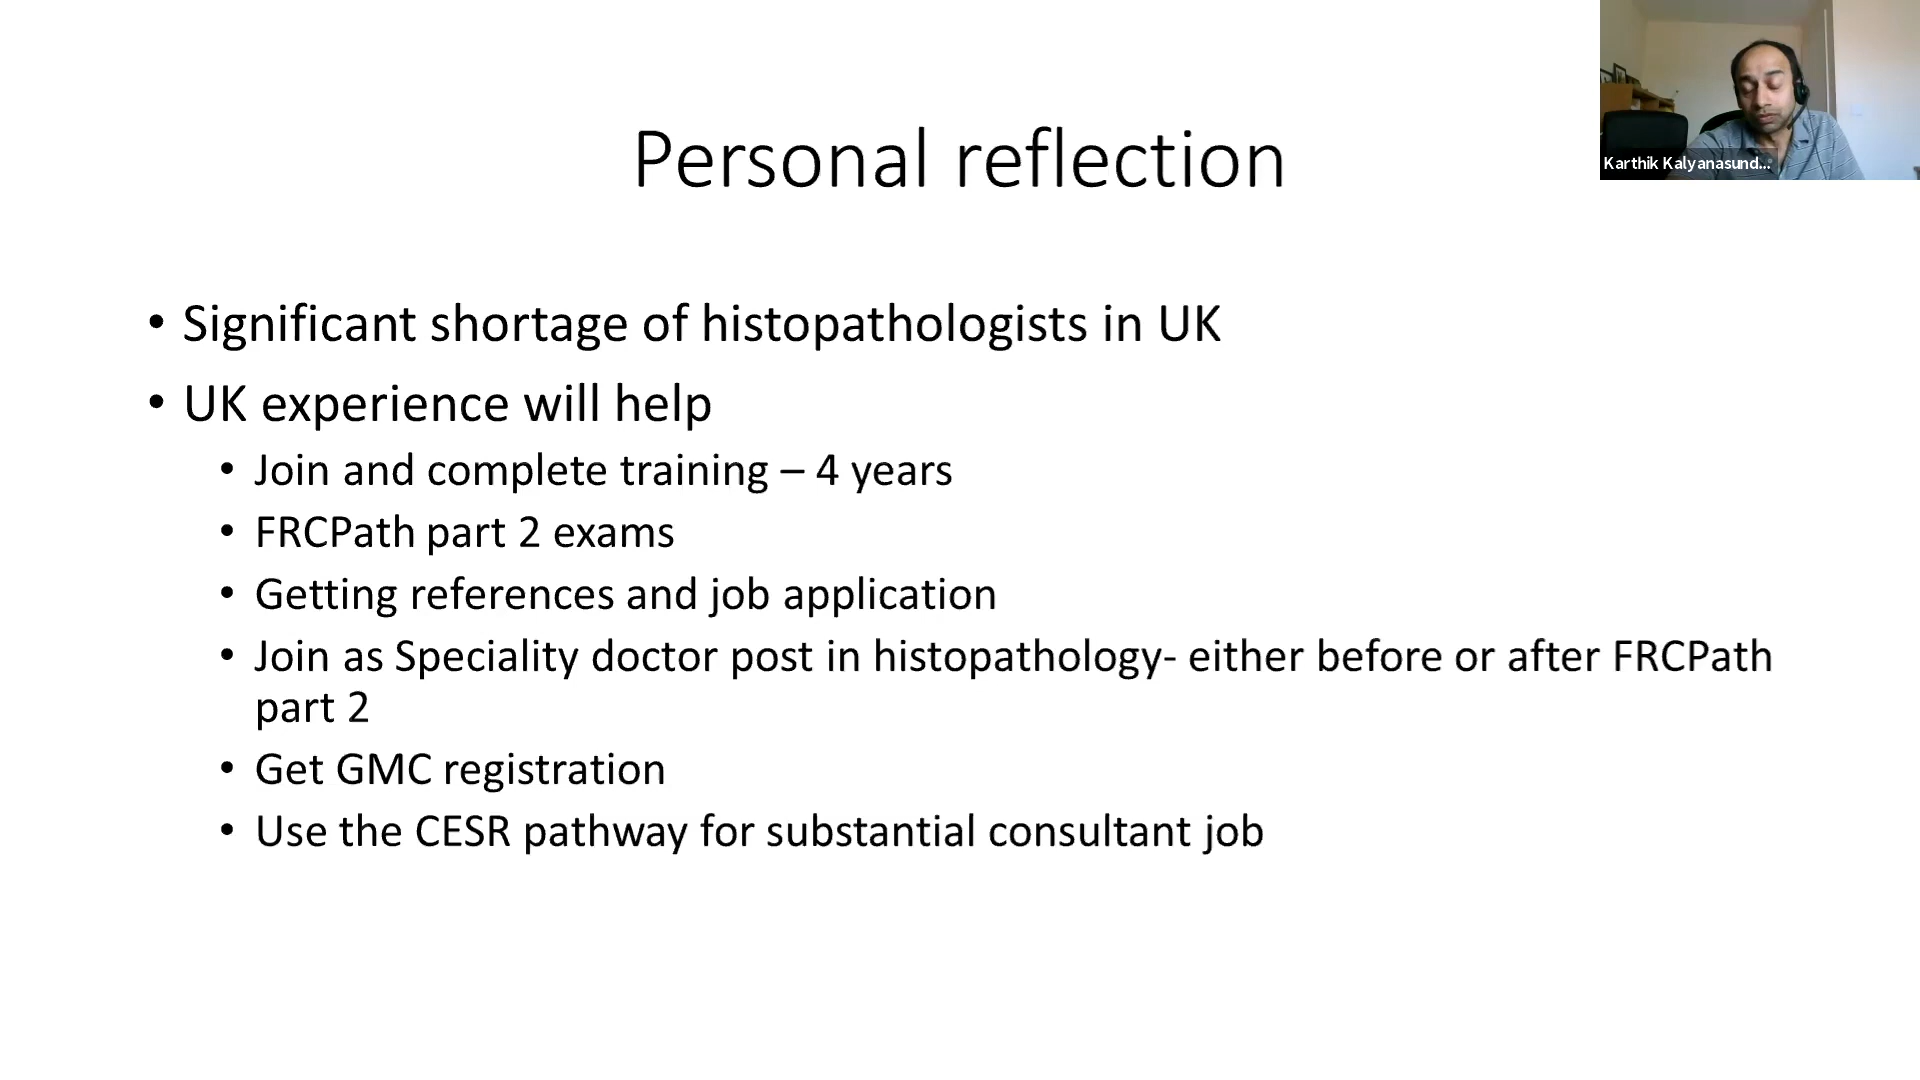 Personal reflection
Karthik Kalyanasund...
• Significant shortage of histopathologists in UK
• UK experience will help
• Join and complete training – 4 years
• FRCPath part 2 exams
• Getting references and job application
• Join as Speciality doctor post in histopathology- either before or after FRCPath
part 2
• Get GMC registration
• Use the CESR pathway for substantial consultant job